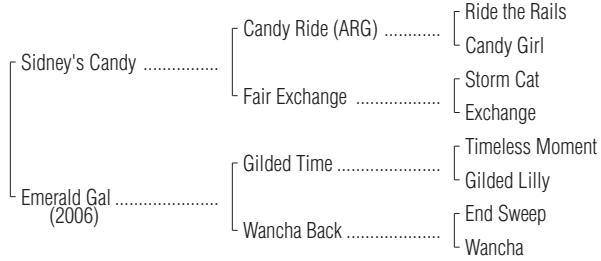 Ride the Rails
Candy Ride (ARG) ............
Candy Girl
Sidney's Candy ................
Storm Cat
Fair Exchange ..................
Exchange
Timeless Moment
Gilded Time ......................
Gilded Lilly
Emerald Gal ......................
(2006)
End Sweep
Wancha Back ....................
Wancha